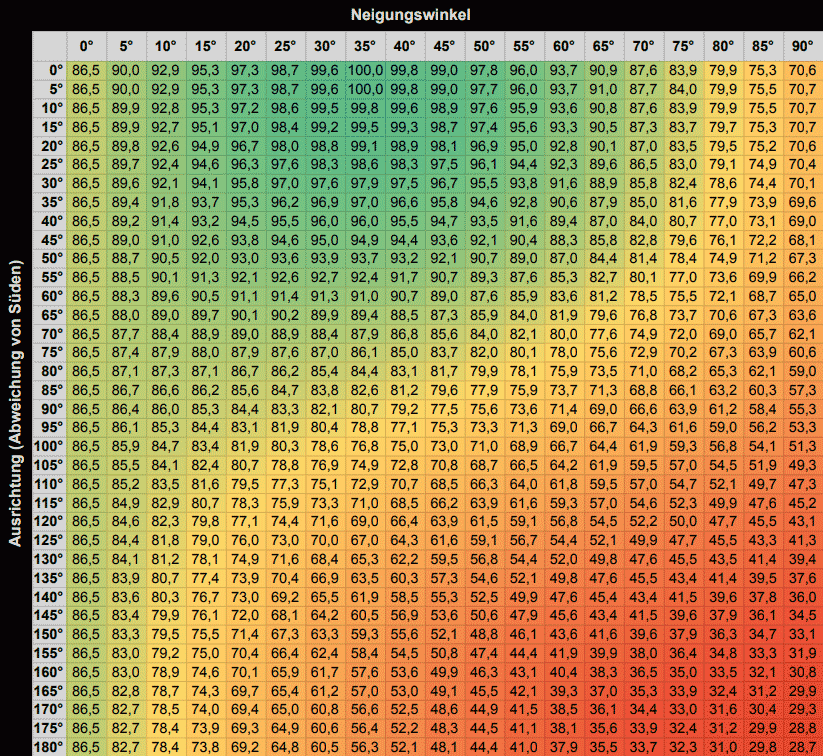 Neigungswinkel
0° 5° 10° 15° 20° 25° 30° 35° 40° 45° 50° 55° 60° 65° 70° 75° 80° 85° 90°
Ausrichtung (Abweichung von Süden)
0° 86,5 90,0 92,9 95,3 97,3 98,7 99,6 100,0 99,8 99,0 97,8 96,0 93,7 90,9 87,6 83,9 79,9 75,3 70,6
5° 86,5 90,0 92,9 95,3 97,3 98,7 99,6 100,0 99,8 99,0 97,7 96,0 93,7 91,0 87,7 84,0 79,9 75,5 70,7
10° 86,5 89,9 92,8 95,3 97,2 98,6 99,5 99,8 99,6 98,9 97,6 95,9 93,6 90,8 87,6 83,9 79,9 75,5 70,7
15° 86,5 89,9 92,7 95,1 97,0 98,4 99,2 99,5 99,3 98,7 97,4 95,6 93,3 90,5 87,3 83,7 79,7 75,3 70,7
20° 86,5 89,8 92,6 94,9 96,7 98,0 98,8 99,1 98,9 98,1 96,9 95,0 92,8 90,1 87,0 83,5 79,5 75,2 70,6
25° 86,5 89,7 92,4 94,6 96,3 97,6 98,3 98,6 98,3 97,5 96,1 94,4 92,3 89,6 86,5 83,0 79,1 74,9 70,4
30° 86,5 89,6 92,1 94,1 95,8 97,0 97,6 97,9 97,5 96,7 95,5 93,8 91,6 88,9 85,8 82,4 78,6 74,4 70,1
35° 86,5 89,4 91,8 93,7 95,3 96,2 96,9 97,0 96,6 95,8 94,6 92,8 90,6 87,9 85,0 81,6 77,9 73,9 69,6
40° 86,5 89,2 91,4 93,2 94,5 95,5 96,0 96,0 95,5 94,7 93,5 91,6 89,4 87,0 84,0 80,7 77,0 73,1 69,0
45° 86,5 89,0 91,0 92,6 93,8 94,6 95,0 94,9 94,4 93,6 92,1 90,4 88,3 85,8 82,8 79,6 76,1 72,2 68,1
50° 86,5 88,7 90,5 92,0 93,0 93,6 93,9 93,7 93,2 92,1 90,7 89,0 87,0 84,4 81,4 78,4 74,9 71,2 67,3
55° 86,5 88,5 90,1 91,3 92,1 92,6 92,7 92,4 91,7 90,7 89,3 87,6 85,3 82,7 80,1 77,0 73,6 69,9 66,2
60° 86,5 88,3 89,6 90,5 91,1 91,4 91,3 91,0 90,7 89,0 87,6 85,9 83,6 81,2 78,5 75,5 72,1 68,7 65,0
65° 86,5 88,0 89,0 89,7 90,1 90,2 89,9 89,4 88,5 87,3 85,9 84,0 81,9 79,6 76,8 73,7 70,6 67,3 63,6
70° 86,5 87,7 88,4 88,9 89,0 88,9 88,4 87,9 86,8 85,6 84,0 82,1 80,0 77,6 74,9 72,0 69,0 65,7 62,1
75° 86,5 87,4 87,9 88,0 87,9 87,6 87,0 86,1 85,0 83,7 82,0 80,1 78,0 75,6 72,9 70,2 67,3 63,9 60,6
80° 86,5 87,1 87,3 87,1 86,7 86,2 85,4 84,4 83,1 81,7 79,9 78,1 75,9 73,5 71,0 68,2 65,3 62,1 59,0
85° 86,5 86,7 86,6 86,2 85,6 84,7 83,8 82,6 81,2 79,6 77,9 75,9 73,7 71,3 68,8 66,1 63,2 60,3 57,3
90° 86,5 86,4 86,0 85,3 84,4 83,3 82,1 80,7 79,2 77,5 75,6 73,6 71,4 69,0 66,6 63,9 61,2 58,4 55,3
95° 86,5 86,1 85,3 84,4 83,1 81,9 80,4 78,8 77,1 75,3 73,3 71,3 69,0 66,7 64,3 61,6 59,0 56,2 53,3
100° 86,5 85,9 84,7 83,4 81,9 80,3 78,6 76,8 75,0 73,0 71,0 68,9 66,7 64,4 61,9 59,3 56,8 54,1 51,3
105° 86,5 85,5 84,1 82,4 80,7 78,8 76,9 74,9 72,8 70,8 68,7 66,5 64,2 61,9 59,5 57,0 54,5 51,9 49,3
110° 86,5 85,2 83,5 81,6 79,5 77,3 75,1 72,9 70,7 68,5 66,3 64,0 61,8 59,5 57,0 54,7 52,1 49,7 47,3
115° 86,5 84,9 82,9 80,7 78,3 75,9 73,3 71,0 68,5 66,2 63,9 61,6 59,3 57,0 54,6 52,3 49,9 47,6 45,2
120° 86,5 84,6 82,3 79,8 77,1 74,4 71,6 69,0 66,4 63,9 61,5 59,1 56,8 54,5 52,2 50,0 47,7 45,5 43,1
125° 86,5 84,4 81,8 79,0 76,0 73,0 70,0 67,0 64,3 61,6 59,1 56,7 54,4 52,1 49,9 47,7 45,5 43,3 41,3
130° 86,5 84,1 81,2 78,1 74,9 71,6 68,4 65,3 62,2 59,5 56,8 54,4 52,0 49,8 47,6 45,5 43,5 41,4 39,4
135° 86,5 83,9 80,7 77,4 73,9 70,4 66,9 63,5 60,3 57,3 54,6 52,1 49,8 47,6 45,5 43,4 41,4 39,5 37,6
140° 86,5 83,6 80,3 76,7 73,0 69,2 65,5 61,9 58,5 55,3 52,5 49,9 47,6 45,4 43,4 41,5 39,6 37,8 36,0
145° 86,5 83,4 79,9 76,1 72,0 68,1 64,2 60,5 56,9 53,6 50,6 47,9 45,6 43,4 41,5 39,6 37,9 36,1 34,5
150° 86,5 83,3 79,5 75,5 71,4 67,3 63,3 59,3 55,6 52,1 48,8 46,1 43,6 41,6 39,6 37,9 36,3 34,7 33,1
155° 86,5 83,0 79,2 75,0 70,4 66,4 62,4 58,4 54,5 50,8 47,4 44,4 41,9 39,9 38,0 36,4 34,8 33,3 31,9
160° 86,5 83,0 78,9 74,6 70,1 65,9 61,7 57,6 53,6 49,9 46,3 43,1 40,4 38,3 36,5 35,0 33,5 32,1 30,8
165° 86,5 82,8 78,7 74,3 69,7 65,4 61,2 57,0 53,0 49,1 45,5 42,1 39,3 37,0 35,3 33,9 32,4 31,2 29,9
170° 86,5 82,7 78,5 74,0 69,4 65,0 60,8 56,6 52,5 48,6 44,9 41,5 38,5 36,1 34,4 33,0 31,6 30,4 29,3
175° 86,5 82,7 78,4 73,9 69,3 64,9 60,6 56,4 52,2 48,3 44,5 41,1 38,1 35,6 33,9 32,4 31,2 29,9 28,8
180° 86,5 82,7 78,4 73,8 69,2 64,8 60,5 56,3 52,1 48,1 44,4 41,0 37,9 35,5 33,7 32,3 31,0 29,8 28,7